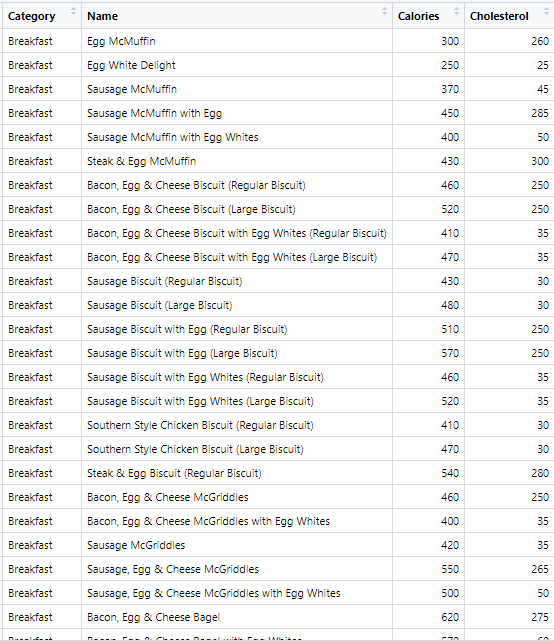 Category Name Calories Cholesterol
Breakfast Egg McMuffin 300 260
Breakfast Egg White Delight 250 25
Breakfast Sausage McMuffin 370 45
Breakfast Sausage McMuffin with Egg 450 285
Breakfast Sausage McMuffin with Egg Whites 400 50
Breakfast Steak & Egg McMuffin 430 300
Breakfast Bacon, Egg & Cheese Biscuit (Regular Biscuit) 460 250
Breakfast Bacon, Egg & Cheese Biscuit (Large Biscuit) 520 250
Breakfast Bacon, Egg & Cheese Biscuit with Egg Whites (Regular Biscuit) 410 35
Breakfast Bacon, Egg & Cheese Biscuit with Egg Whites (Large Biscuit) 470 35
Breakfast Sausage Biscuit (Regular Biscuit) 430 30
Breakfast Sausage Biscuit (Large Biscuit) 480 30
Breakfast Sausage Biscuit with Egg (Regular Biscuit) 510 250
Breakfast Sausage Biscuit with Egg (Large Biscuit) 570 250
Breakfast Sausage Biscuit with Egg Whites (Regular Biscuit) 460 35
Breakfast Sausage Biscuit with Egg Whites (Large Biscuit) 520 35
Breakfast Southern Style Chicken Biscuit (Regular Biscuit) 410 30
Breakfast Southern Style Chicken Biscuit (Large Biscuit) 470 30
Breakfast Steak & Egg Biscuit (Regular Biscuit) 540 280
Breakfast Bacon, Egg & Cheese McGriddles 460 250
Breakfast Bacon, Egg & Cheese McGriddles with Egg Whites 400 35
Breakfast Sausage McGriddles 420 35
Breakfast Sausage, Egg & Cheese McGriddles 550 265
Breakfast Sausage, Egg & Cheese McGriddles with Egg Whites 500 50
Breakfast Bacon, Egg & Cheese Bagel 620 275
Breakfast Bacon, Egg & Cheese Bagel with Egg Whites